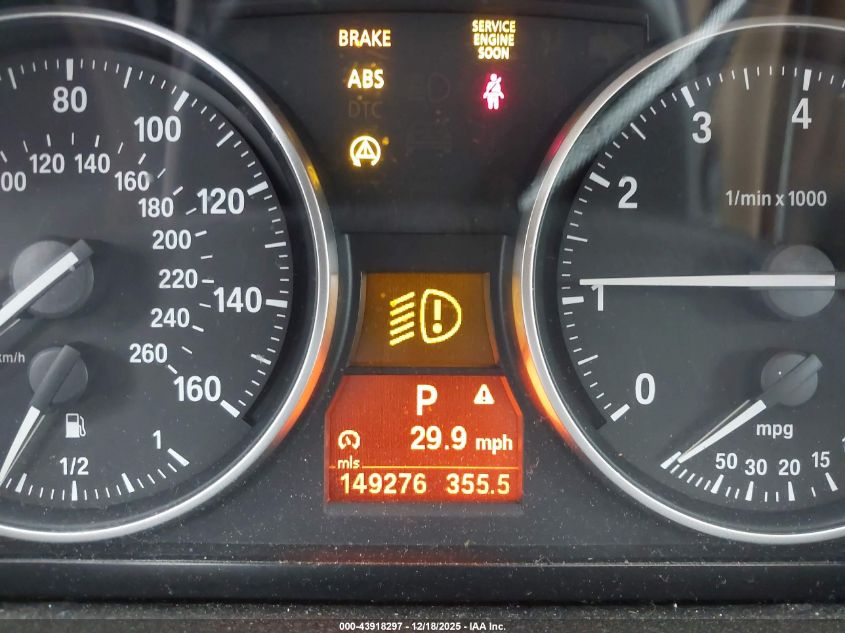 BRAKE
SERVICE
ENGINE
SOON
ABS
DTC
80
100
120
140
160
00 120 140
160
180
200
220
240
260
km/h
1/2
1
P
29.9 mph
mls
149276 355.5
0
1
2
3
4
1/min x 1000
mpg
50 30 20 15
000-43918297 - 12/18/2025 - IAA Inc.